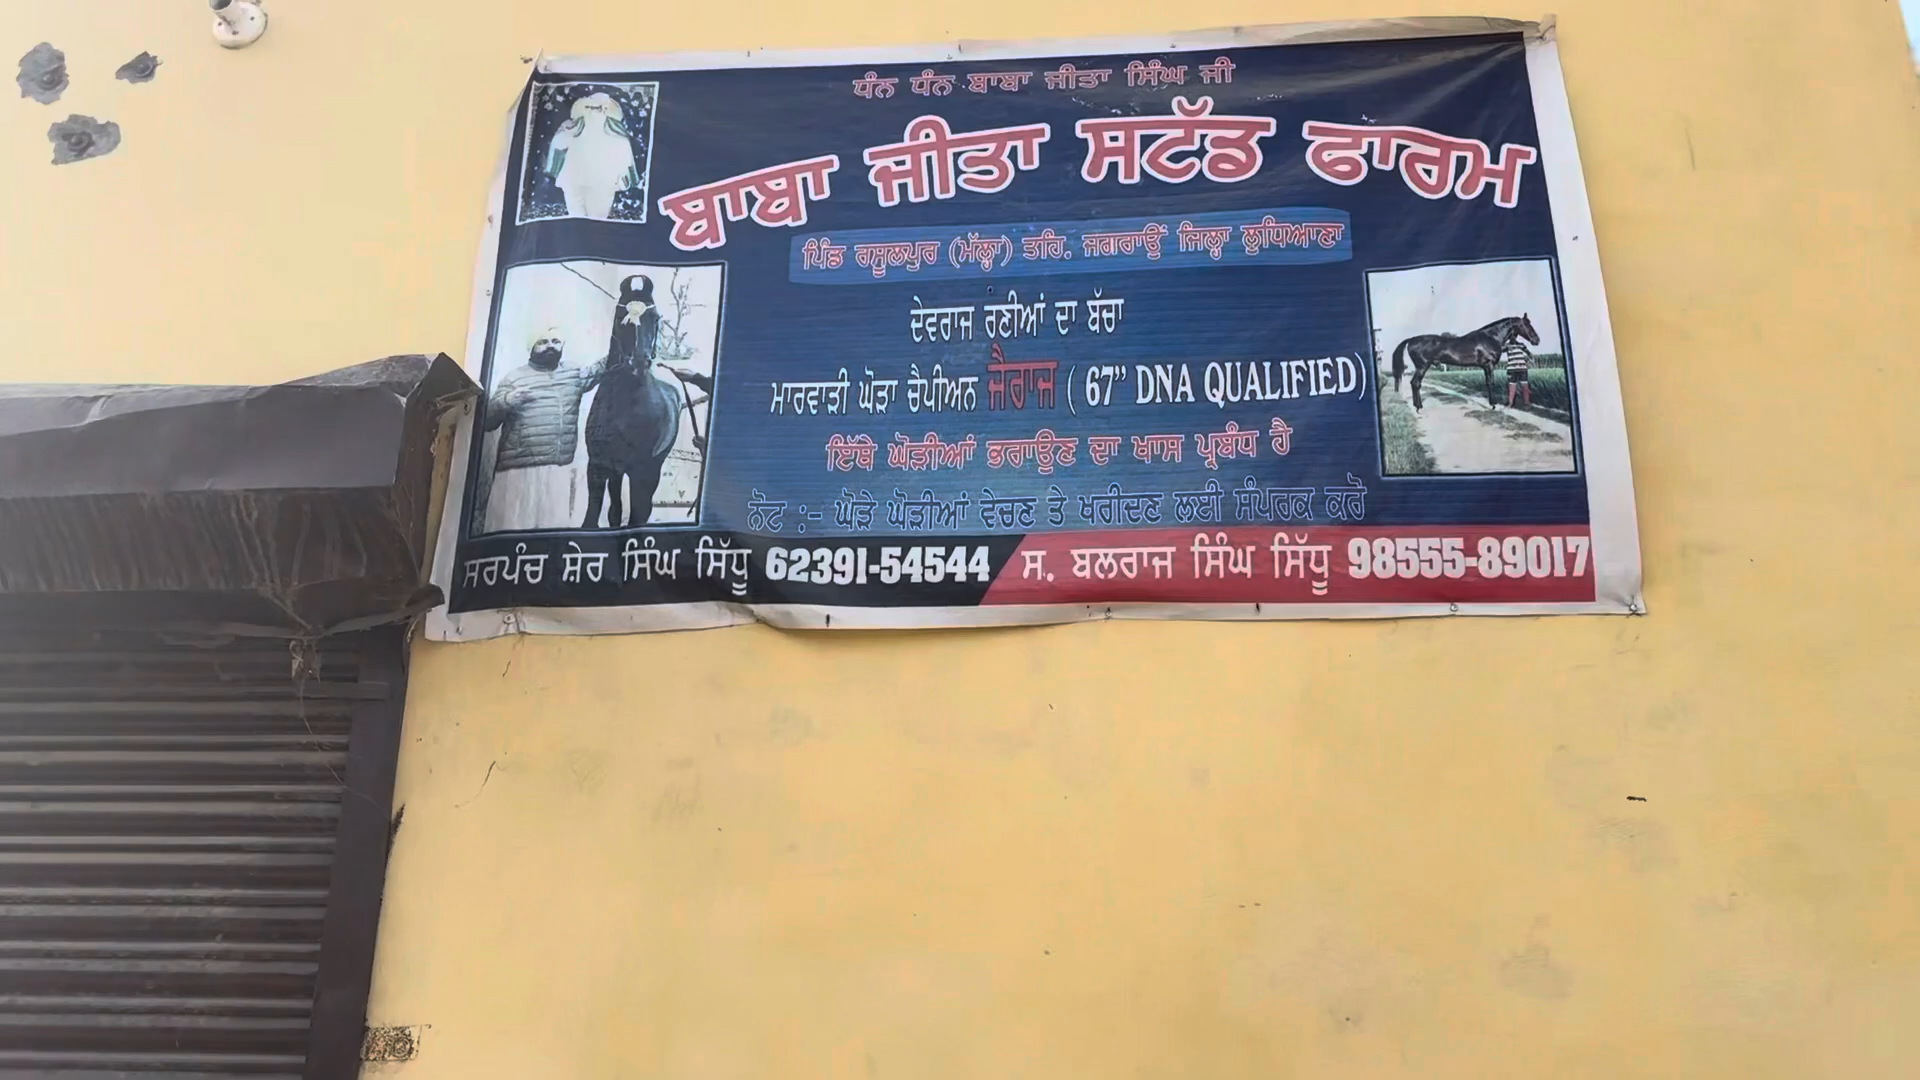 ਧੰਨ ਧੰਨ ਬਾਬਾ ਜੀਤਾ ਸਿੰਘ ਜੀ
ਬਾਬਾ ਜੀਤਾ ਸਟੱਡ ਫਾਰਮ
ਪਿੰਡ ਰਸੂਲਪੁਰ (ਮੱਲ੍ਹਾ) ਤਹਿ. ਜਗਰਾਉਂ ਜਿਲ੍ਹਾ ਲੁਧਿਆਣਾ
ਦੇਵਰਾਜ ਰਣੀਆਂ ਦਾ ਬੱਚਾ
ਮਾਰਵਾੜੀ ਘੋੜਾ ਚੈਂਪੀਅਨ ਜੈਰਾਜ ( 67” DNA QUALIFIED)
ਇੱਥੇ ਘੋੜੀਆਂ ਭਰਾਉਣ ਦਾ ਖਾਸ ਪ੍ਰਬੰਧ ਹੈ
ਨੋਟ :- ਘੋੜੇ ਘੋੜੀਆਂ ਵੇਚਣ ਤੇ ਖਰੀਦਣ ਲਈ ਸੰਪਰਕ ਕਰੋ
ਸਰਪੰਚ ਸ਼ੇਰ ਸਿੰਘ ਸਿੱਧੂ 62391-54544 ਸ. ਬਲਰਾਜ ਸਿੰਘ ਸਿੱਧੂ 98555-89017